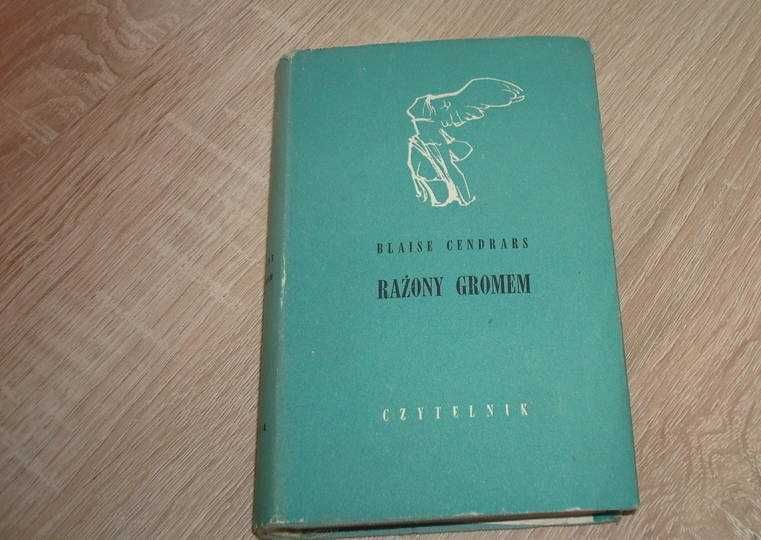 BLAISE CENDRARS
RAŻONY GROMEM
CZYTELNIK